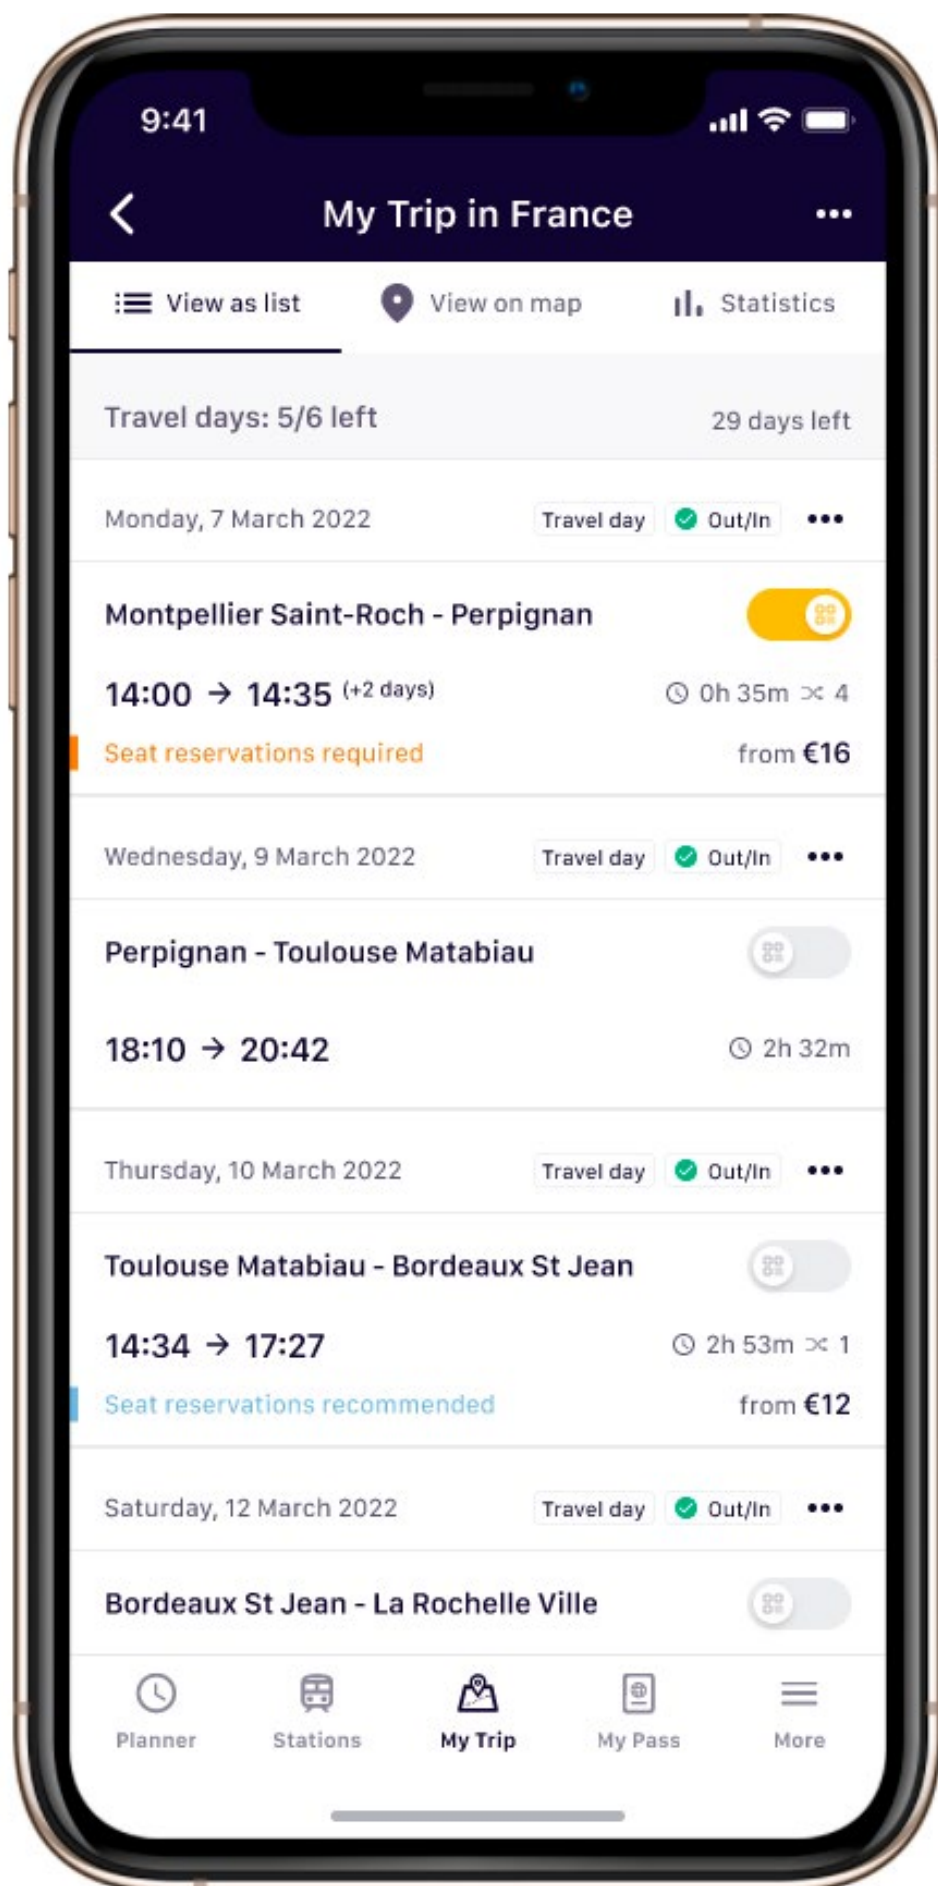 9:41
My Trip in France
View as list View on map Statistics
Travel days: 5/6 left 29 days left
Monday, 7 March 2022 Travel day Out/In
Montpellier Saint-Roch - Perpignan
14:00 → 14:35 (+2 days) 0h 35m 4
Seat reservations required from €16
Wednesday, 9 March 2022 Travel day Out/In
Perpignan - Toulouse Matabiau
18:10 → 20:42 2h 32m
Thursday, 10 March 2022 Travel day Out/In
Toulouse Matabiau - Bordeaux St Jean
14:34 → 17:27 2h 53m 1
Seat reservations recommended from €12
Saturday, 12 March 2022 Travel day Out/In
Bordeaux St Jean - La Rochelle Ville
Planner Stations My Trip My Pass More